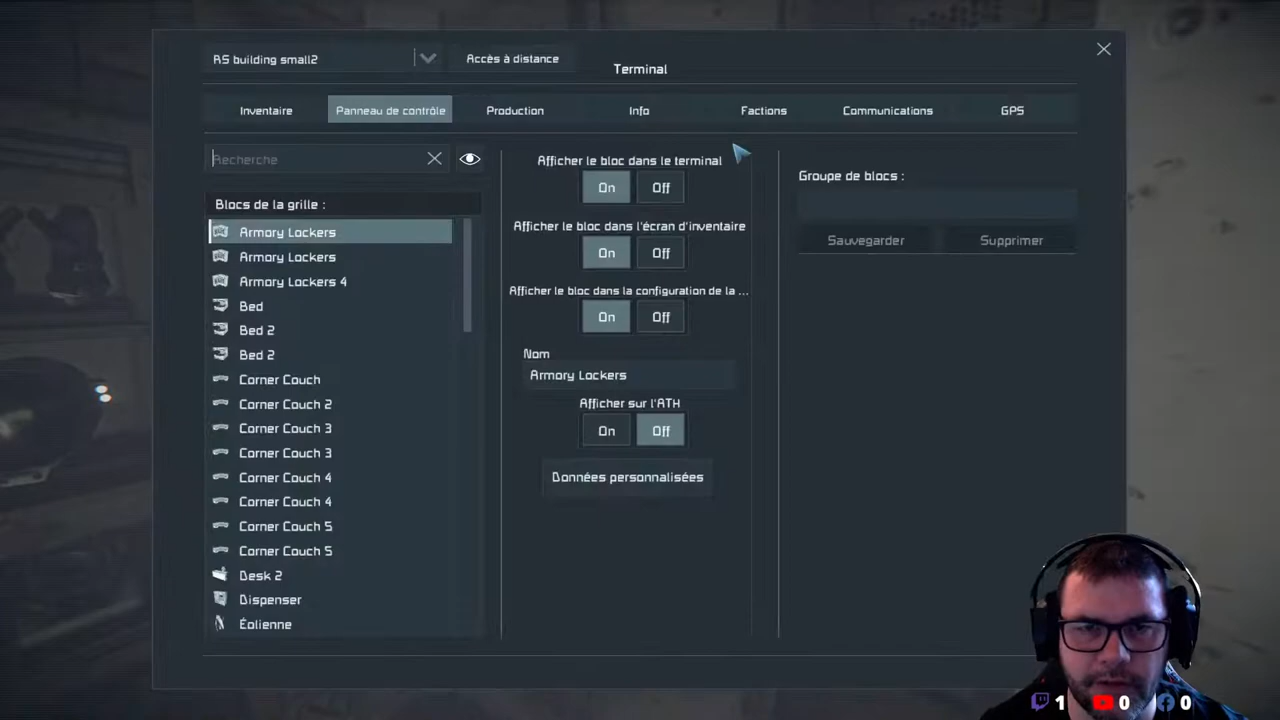 RS building small2
Accès à distance
Terminal
Inventaire
Panneau de contrôle
Production
Info
Factions
Communications
GPS
Recherche
Blocs de la grille :
Armory Lockers
Armory Lockers
Armory Lockers 4
Bed
Bed 2
Bed 2
Corner Couch
Corner Couch 2
Corner Couch 3
Corner Couch 3
Corner Couch 4
Corner Couch 4
Corner Couch 5
Corner Couch 5
Desk 2
Dispenser
Éolienne
Afficher le bloc dans le terminal
On Off
Afficher le bloc dans l'écran d'inventaire
On Off
Afficher le bloc dans la configuration de la ...
On Off
Nom
Armory Lockers
Afficher sur l'ATH
On Off
Données personnalisées
Groupe de blocs :
Sauvegarder
Supprimer
1 0 0